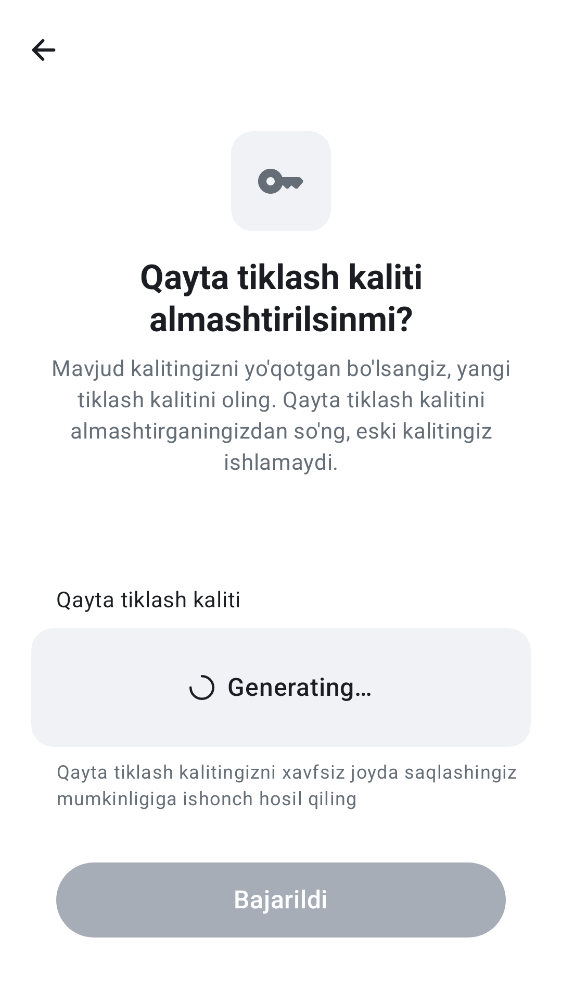 Qayta tiklash kaliti
almashtirilsinmi?
Mavjud kalitingizni yo'qotgan bo'lsangiz, yangi
tiklash kalitini oling. Qayta tiklash kalitini
almashtirganingizdan so'ng, eski kalitingiz
ishlamaydi.
Qayta tiklash kaliti
Generating…
Qayta tiklash kalitingizni xavfsiz joyda saqlashingiz
mumkinligiga ishonch hosil qiling
Bajarildi